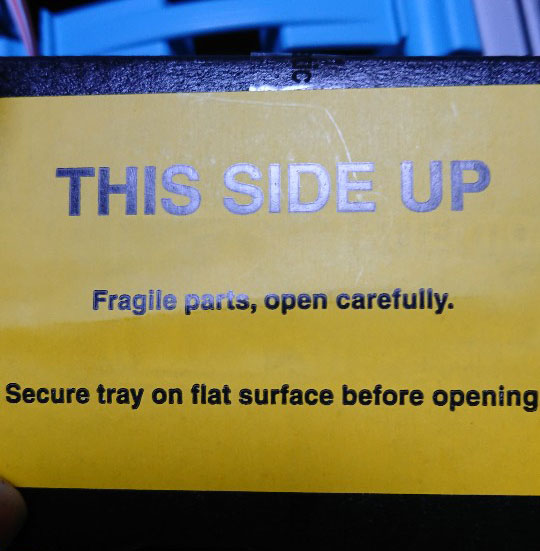 THIS SIDE UP
Fragile parts, open carefully.
Secure tray on flat surface before opening